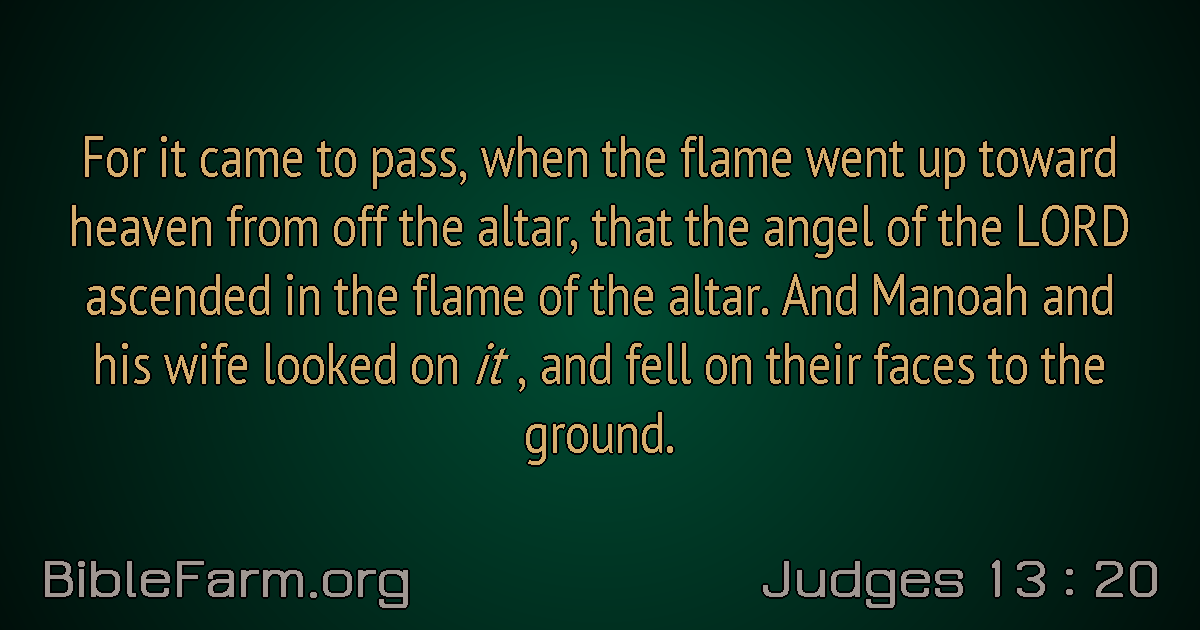 For it came to pass, when the flame went up toward
heaven from off the altar, that the angel of the LORD
ascended in the flame of the altar. And Manoah and
his wife looked on it , and fell on their faces to the
ground.
BibleFarm.org
Judges 13 : 20